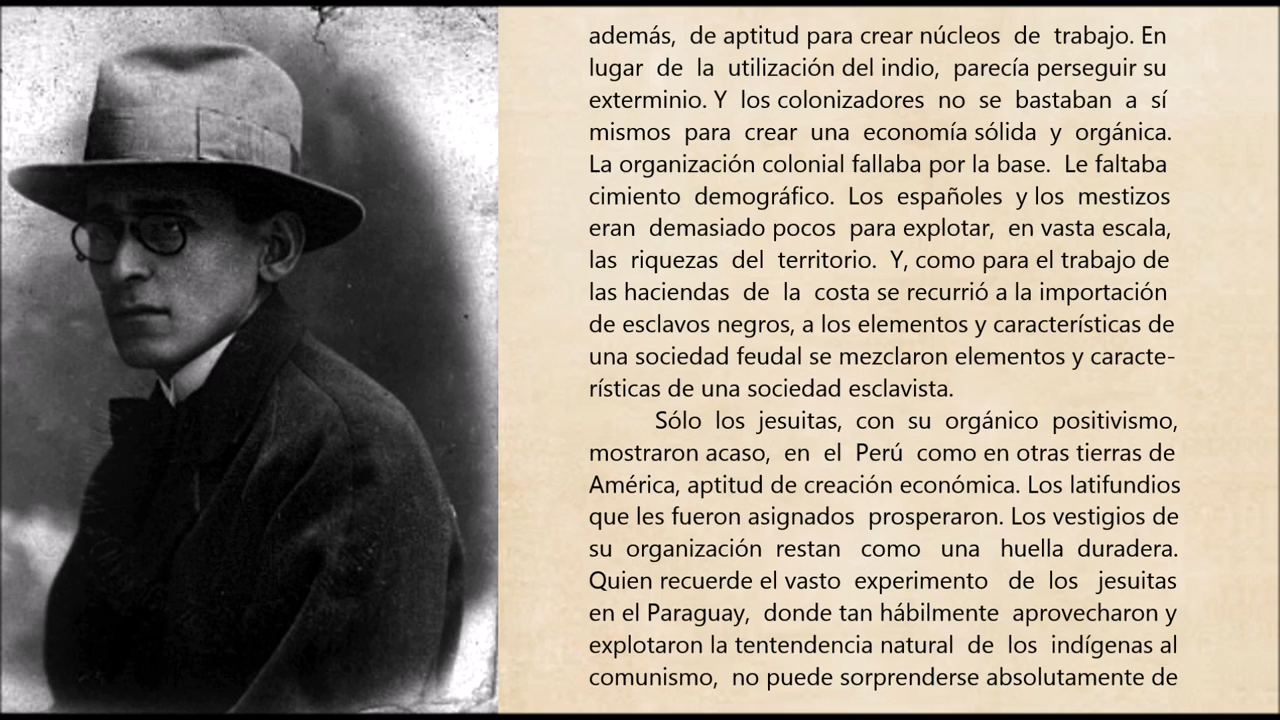 además, de aptitud para crear núcleos de trabajo. En
lugar de la utilización del indio, parecía perseguir su
exterminio. Y los colonizadores no se bastaban a sí
mismos para crear una economía sólida y orgánica.
La organización colonial fallaba por la base. Le faltaba
cimiento demográfico. Los españoles y los mestizos
eran demasiado pocos para explotar, en vasta escala,
las riquezas del territorio. Y, como para el trabajo de
las haciendas de la costa se recurrió a la importación
de esclavos negros, a los elementos y características de
una sociedad feudal se mezclaron elementos y caracte-
rísticas de una sociedad esclavista.
Sólo los jesuitas, con su orgánico positivismo,
mostraron acaso, en el Perú como en otras tierras de
América, aptitud de creación económica. Los latifundios
que les fueron asignados prosperaron. Los vestigios de
su organización restan como una huella duradera.
Quien recuerde el vasto experimento de los jesuitas
en el Paraguay, donde tan hábilmente aprovecharon y
explotaron la tentendencia natural de los indígenas al
comunismo, no puede sorprenderse absolutamente de